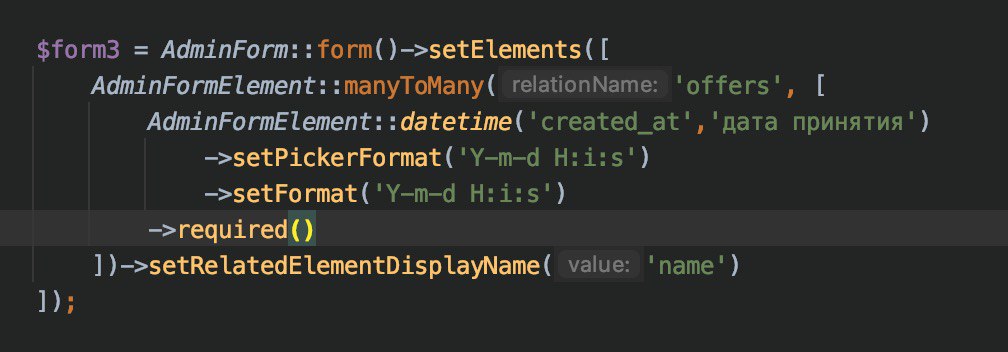 $form3 = AdminForm::form()->setElements([
AdminFormElement::manyToMany( relationName: 'offers', [
AdminFormElement::datetime('created_at','дата принятия')
->setPickerFormat('Y-m-d H:i:s')
->setFormat('Y-m-d H:i:s')
->required()
])->setRelatedElementDisplayName( value: 'name')
]);